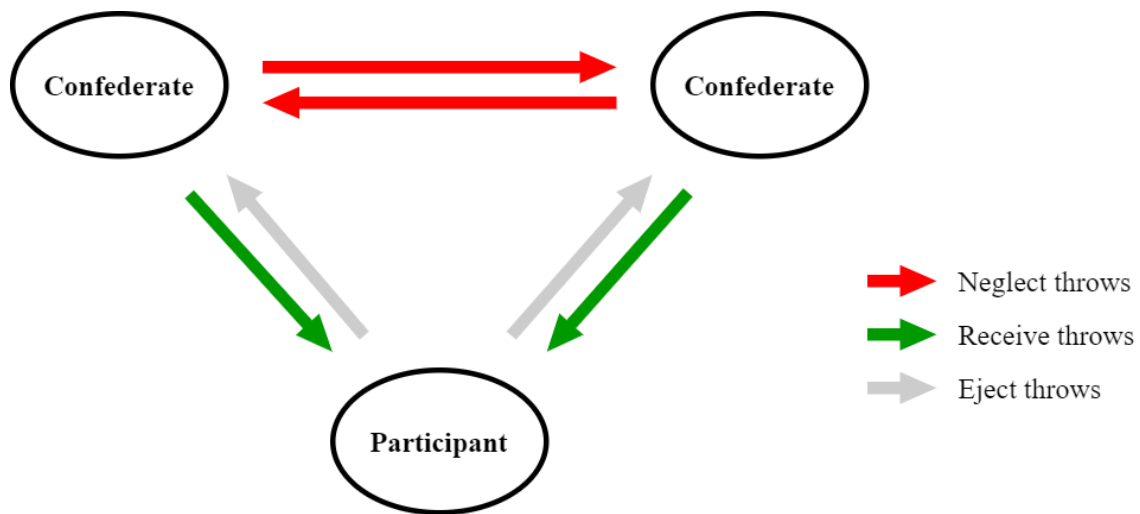 Confederate
Confederate
Participant
Neglect throws
Receive throws
Eject throws